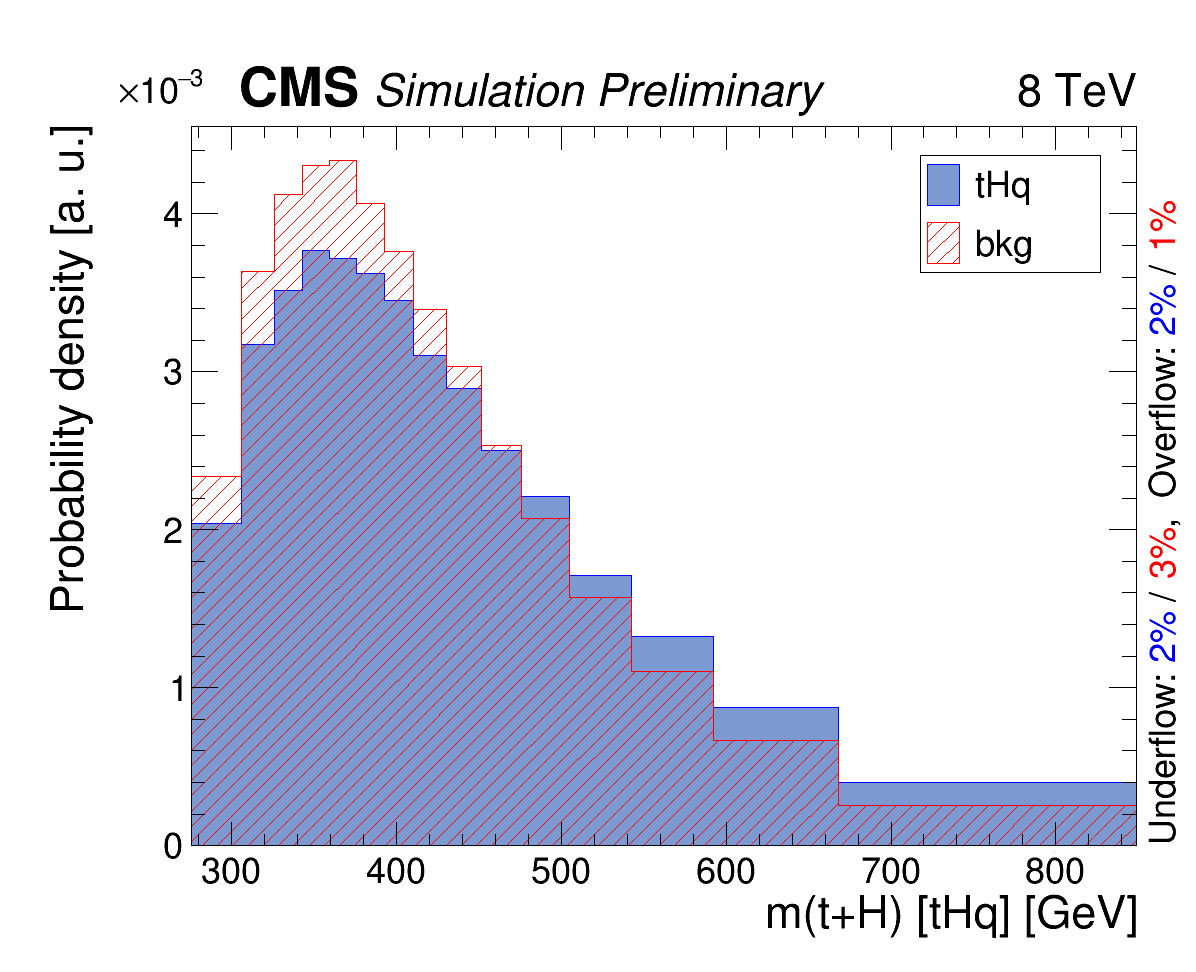 ×10⁻³ CMS Simulation Preliminary 8 TeV
Probability density [a. u.]
4
3
2
1
0
tHq
bkg
300 400 500 600 700 800
m(t+H) [tHq] [GeV]
Underflow: 2% / 3%, Overflow: 2% / 1%